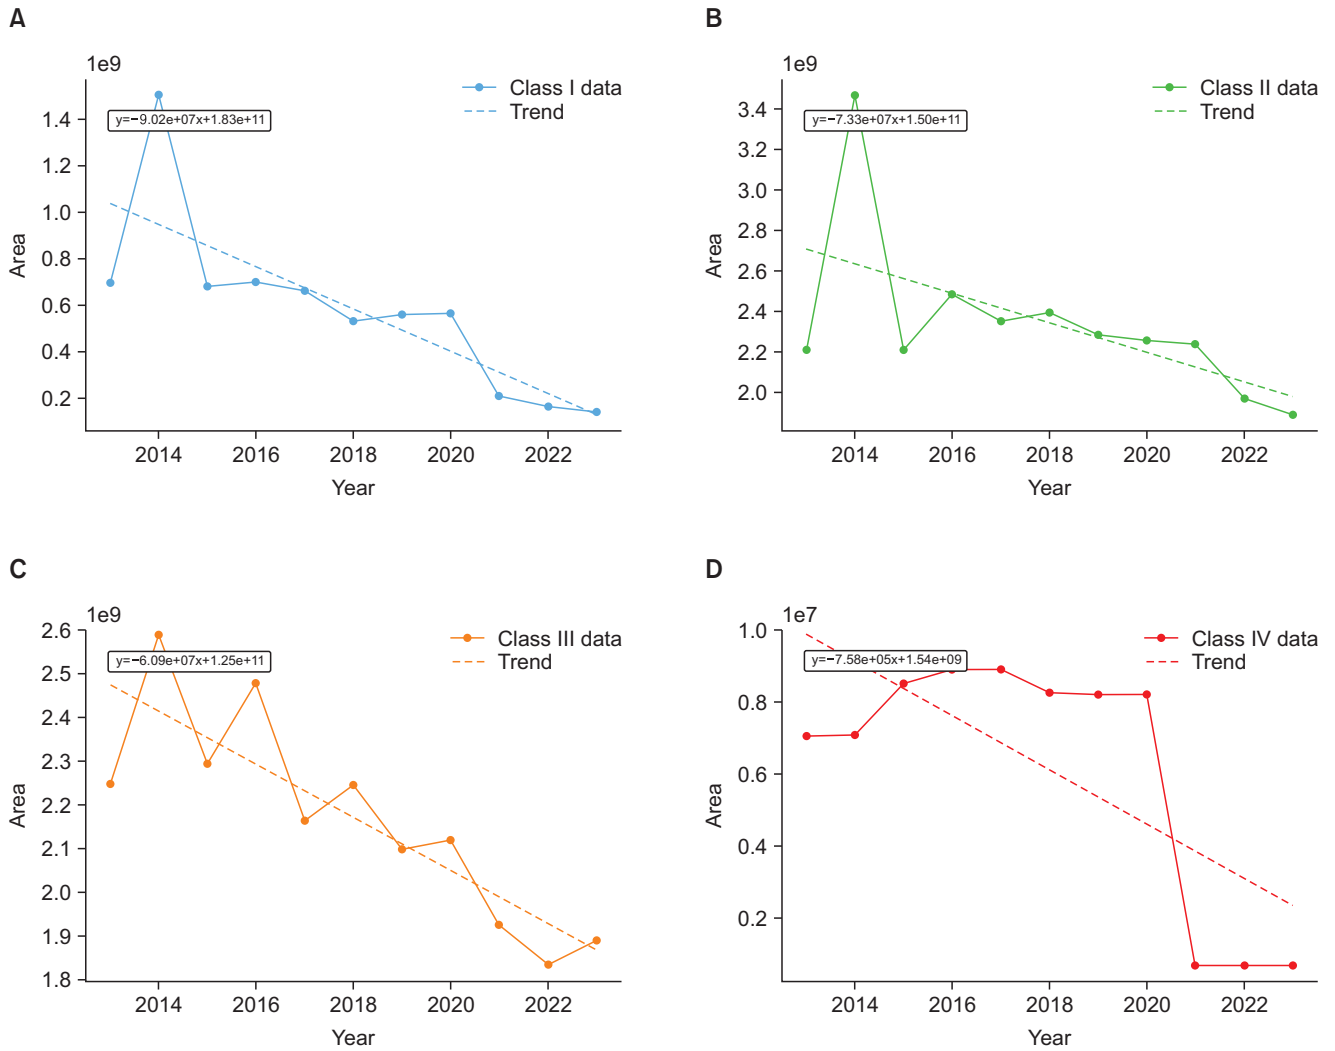 A
1e9
Class I data
Trend
y=−9.02e+07x+1.83e+11
1.4
1.2
1.0
0.8
0.6
0.4
0.2
Area
2014 2016 2018 2020 2022
Year
B
1e9
Class II data
Trend
y=−7.33e+07x+1.50e+11
3.4
3.2
3.0
2.8
2.6
2.4
2.2
2.0
Area
2014 2016 2018 2020 2022
Year
C
1e9
Class III data
Trend
y=−6.09e+07x+1.25e+11
2.6
2.5
2.4
2.3
2.2
2.1
2.0
1.9
1.8
Area
2014 2016 2018 2020 2022
Year
D
1e7
Class IV data
Trend
y=−7.58e+05x+1.54e+09
1.0
0.8
0.6
0.4
0.2
Area
2014 2016 2018 2020 2022
Year